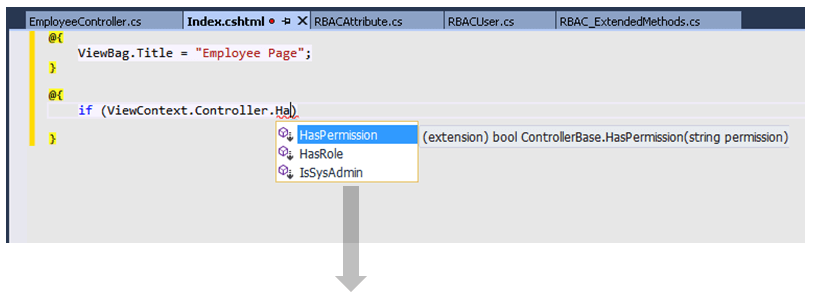 EmployeeController.cs Index.cshtml RBACAttribute.cs RBACUser.cs RBAC_ExtendedMethods.cs
@{
ViewBag.Title = "Employee Page";
}
@{
if (ViewContext.Controller.Ha)
HasPermission (extension) bool ControllerBase.HasPermission(string permission)
}
HasRole
IsSysAdmin